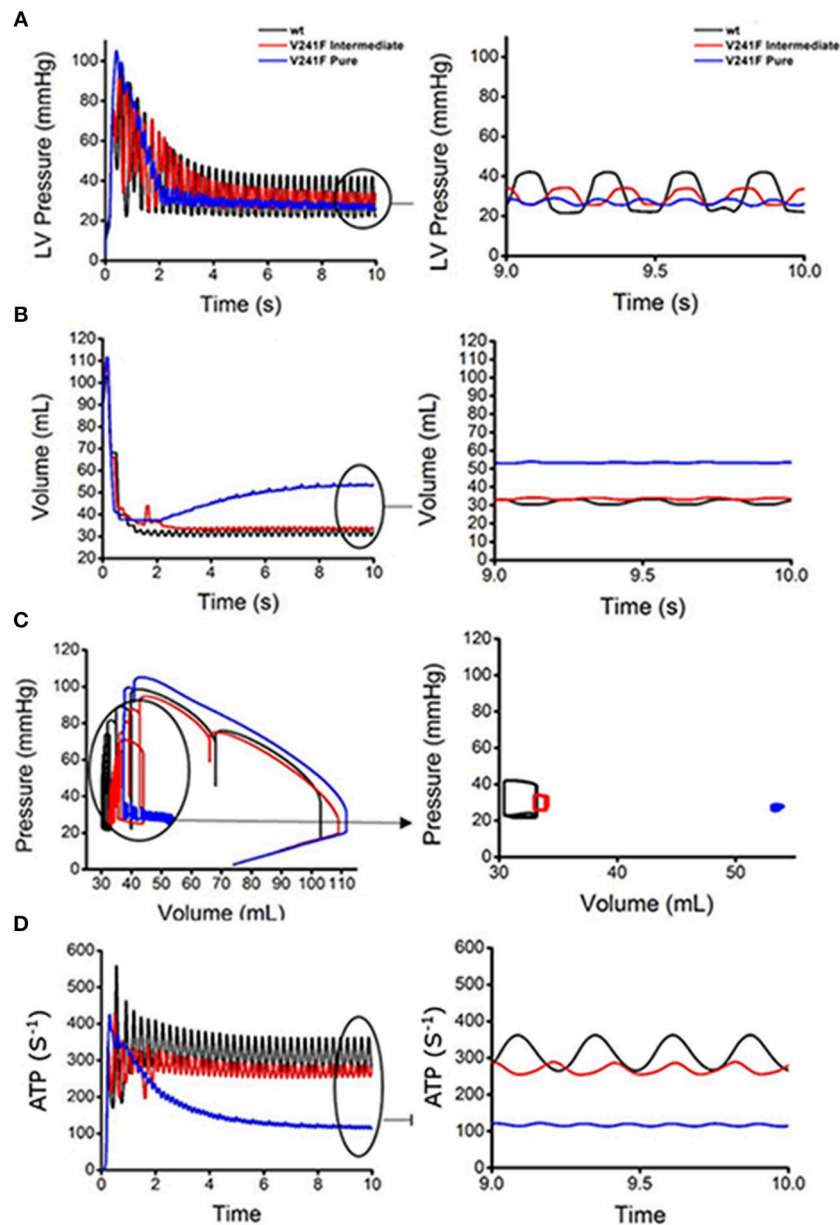 A
wt
V241F Intermediate
V241F Pure
LV Pressure (mmHg)
100
80
60
40
20
0
0 2 4 6 8 10
Time (s)
wt
V241F Intermediate
V241F Pure
LV Pressure (mmHg)
100
80
60
40
20
0
9.0 9.5 10.0
Time (s)
B
Volume (mL)
120
110
100
90
80
70
60
50
40
30
20
0 2 4 6 8 10
Time (s)
Volume (mL)
120
110
100
90
80
70
60
50
40
30
20
10
0
9.0 9.5 10.0
Time (s)
C
Pressure (mmHg)
120
100
80
60
40
20
0
30 40 50 60 70 80 90 100 110
Volume (mL)
Pressure (mmHg)
120
100
80
60
40
20
0
30 40 50
Volume (mL)
D
ATP (S⁻¹)
600
500
400
300
200
100
0
0 2 4 6 8 10
Time
ATP (S⁻¹)
600
500
400
300
200
100
0
9.0 9.5 10.0
Time